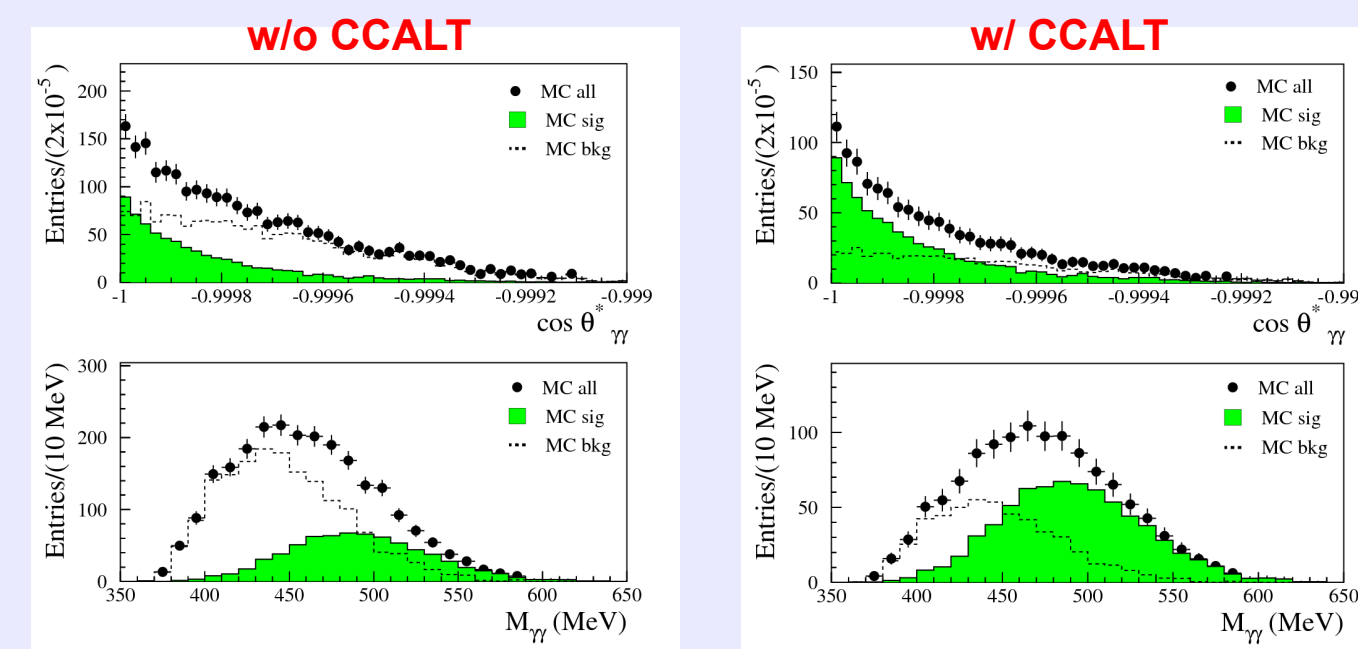 w/o CCALT
Entries/(2x10⁻⁵)
200
150
100
50
0
MC all
MC sig
MC bkg
-1 -0.9998 -0.9996 -0.9994 -0.9992 -0.999
cos θ*γγ
Entries/(10 MeV)
300
200
100
0
MC all
MC sig
MC bkg
350 400 450 500 550 600 650
Mγγ (MeV)
w/ CCALT
Entries/(2x10⁻⁵)
150
100
50
0
MC all
MC sig
MC bkg
-1 -0.9998 -0.9996 -0.9994 -0.9992 -0.99
cos θ*γγ
Entries/(10 MeV)
100
50
0
MC all
MC sig
MC bkg
350 400 450 500 550 600 650
Mγγ (MeV)